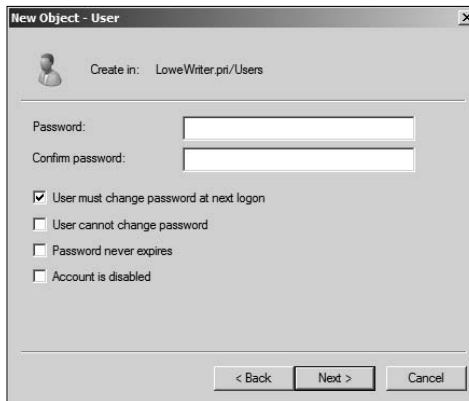 New Object - User
Create in: LoweWriter.pri/Users
Password:
Confirm password:
User must change password at next logon
User cannot change password
Password never expires
Account is disabled
< Back Next > Cancel